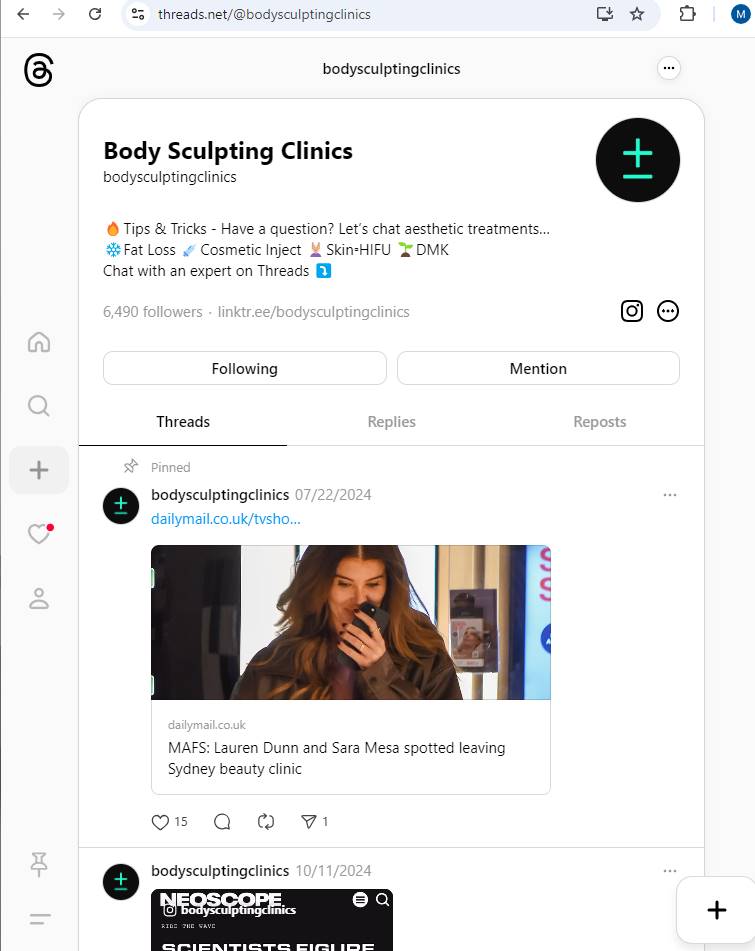 threads.net/@bodysculptingclinics
M
bodysculptingclinics
Body Sculpting Clinics
bodysculptingclinics
🔥 Tips & Tricks - Have a question? Let’s chat aesthetic treatments...
❄️Fat Loss 💉 Cosmetic Inject 💆🏼‍♀️ Skin+HIFU 🌱DMK
Chat with an expert on Threads ⤵️
6,490 followers · linktr.ee/bodysculptingclinics
Following
Mention
Threads
Replies
Reposts
Pinned
bodysculptingclinics 07/22/2024
dailymail.co.uk/tvsho...
dailymail.co.uk
MAFS: Lauren Dunn and Sara Mesa spotted leaving
Sydney beauty clinic
15
1
bodysculptingclinics 10/11/2024
NEOSCOPE
bodysculptingclinics
RIDE THE WAVE
SCIENTISTS FIGURE